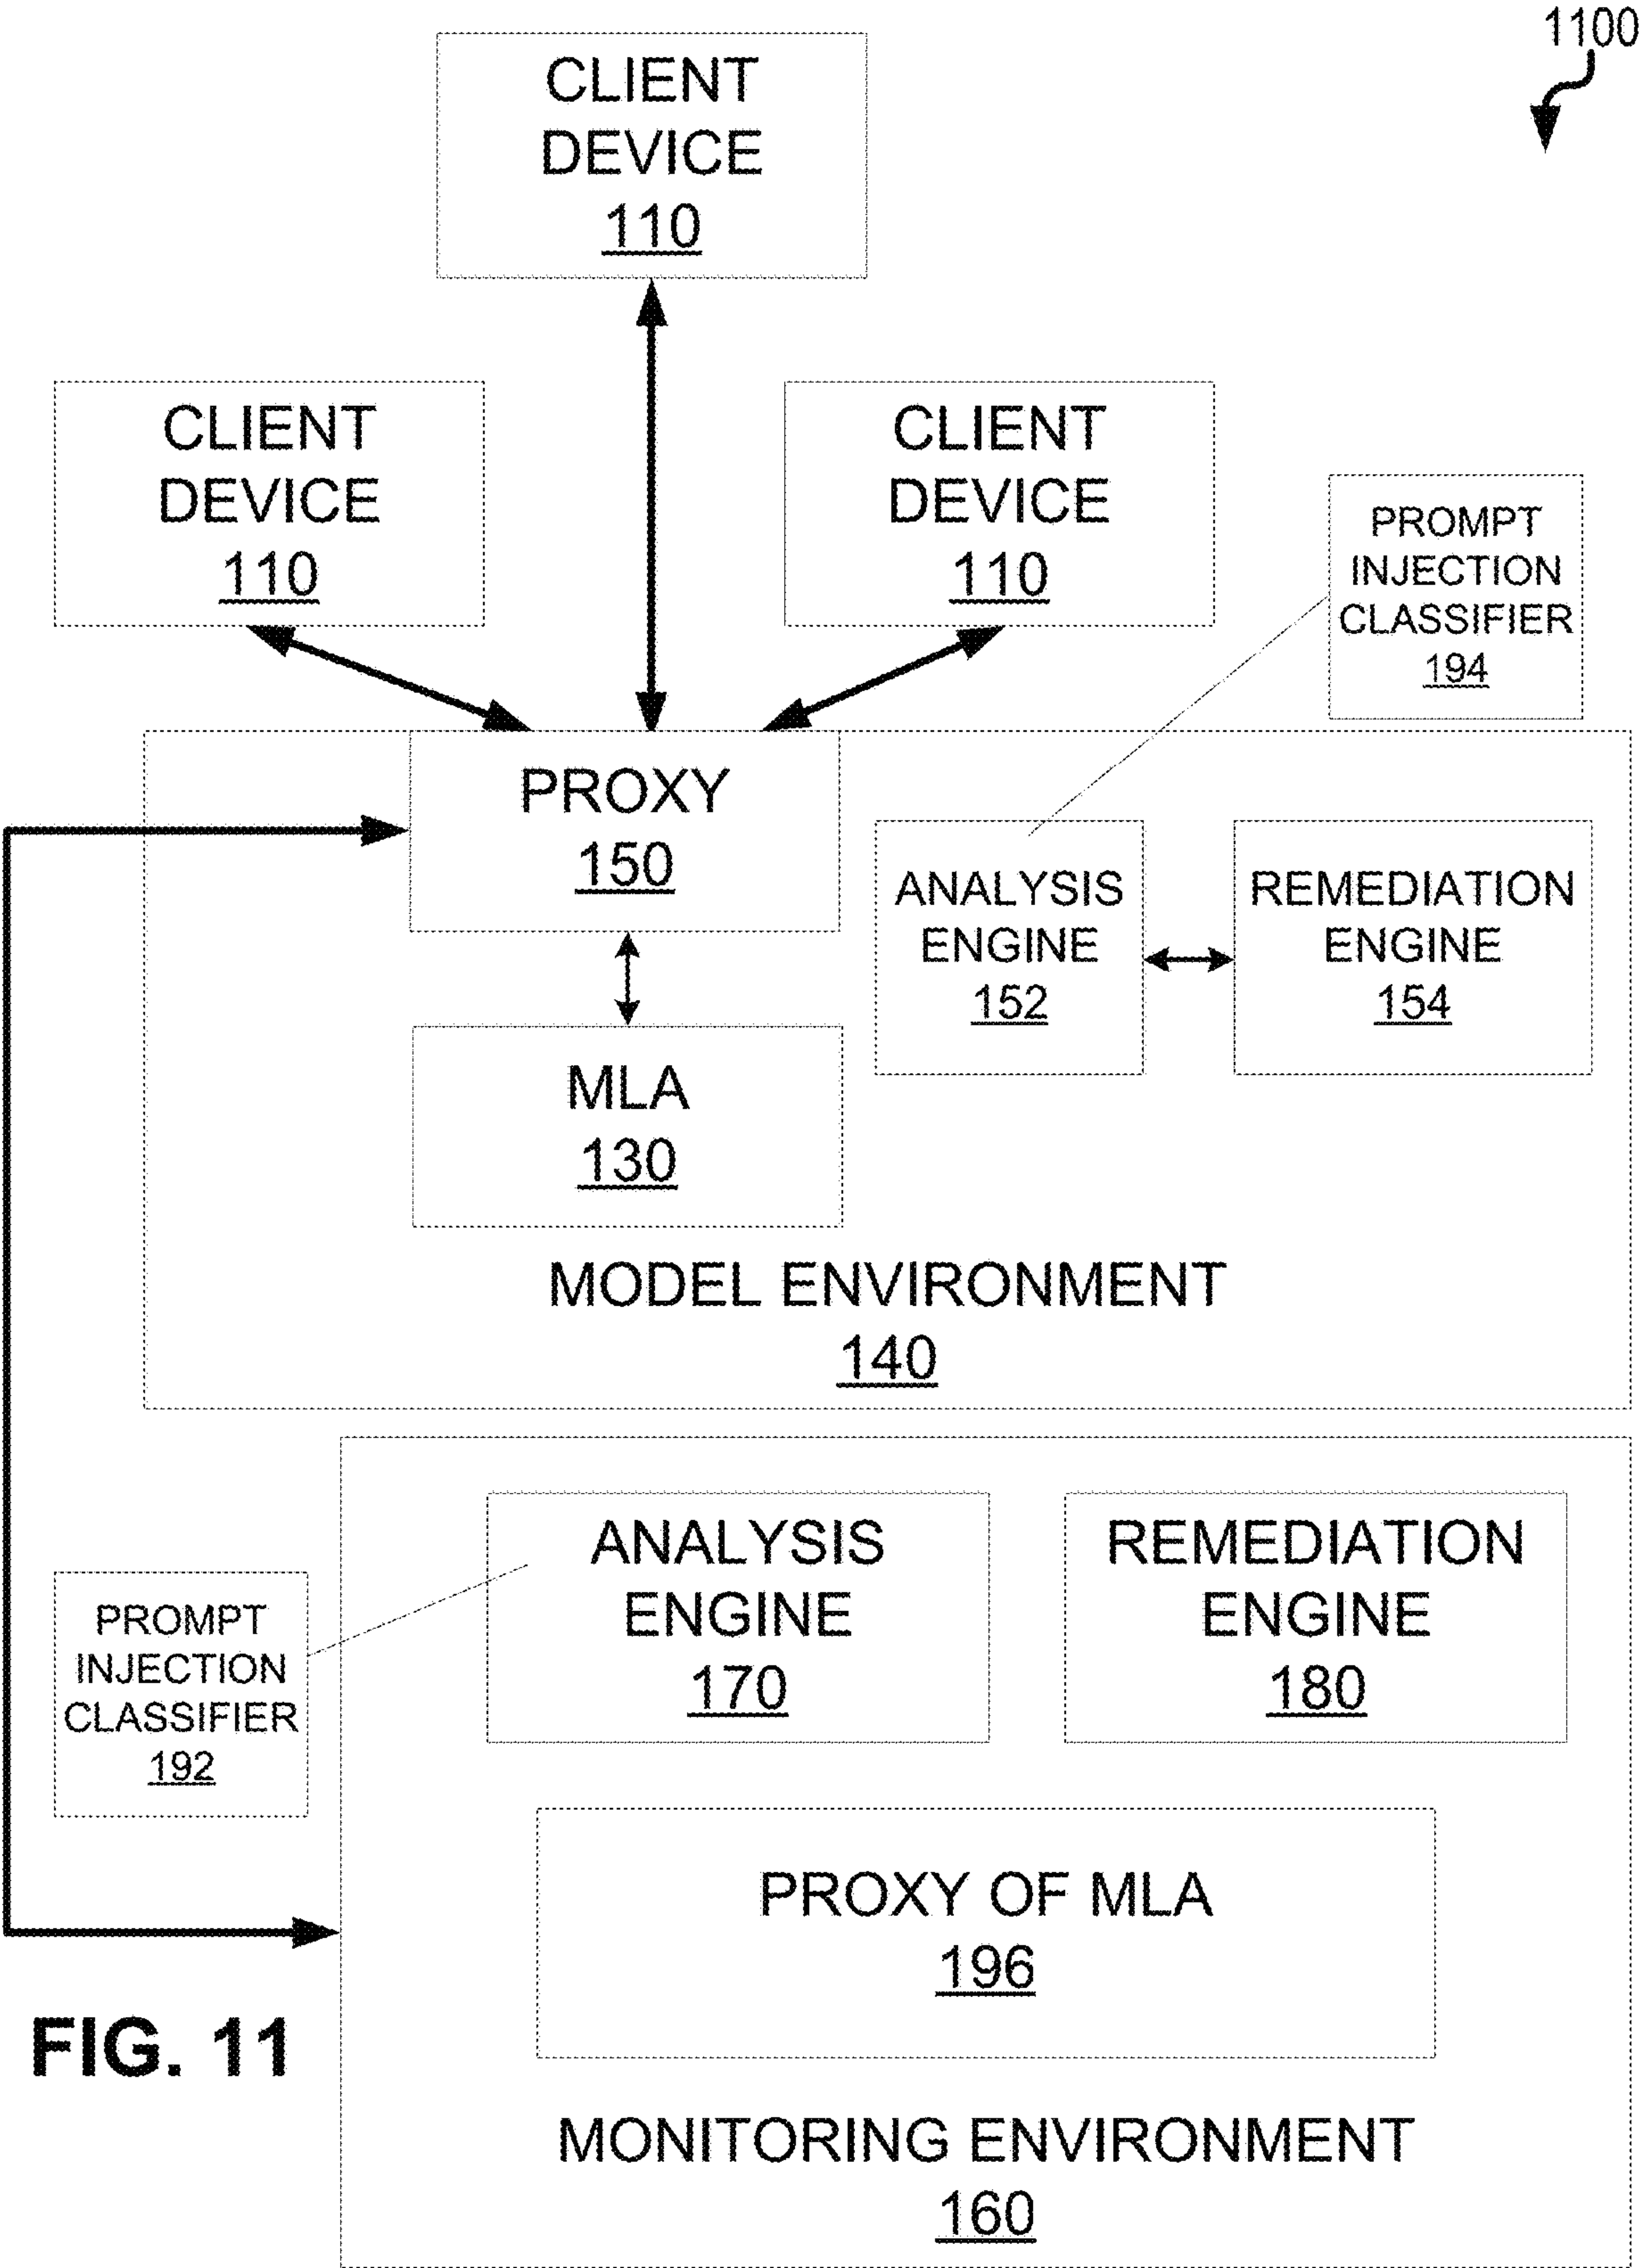 1100
CLIENT
DEVICE
110
CLIENT
DEVICE
110
CLIENT
DEVICE
110
PROMPT
INJECTION
CLASSIFIER
194
PROXY
150
ANALYSIS
ENGINE
152
REMEDIATION
ENGINE
154
MLA
130
MODEL ENVIRONMENT
140
ANALYSIS
ENGINE
170
REMEDIATION
ENGINE
180
PROMPT
INJECTION
CLASSIFIER
192
PROXY OF MLA
196
FIG. 11
MONITORING ENVIRONMENT
160